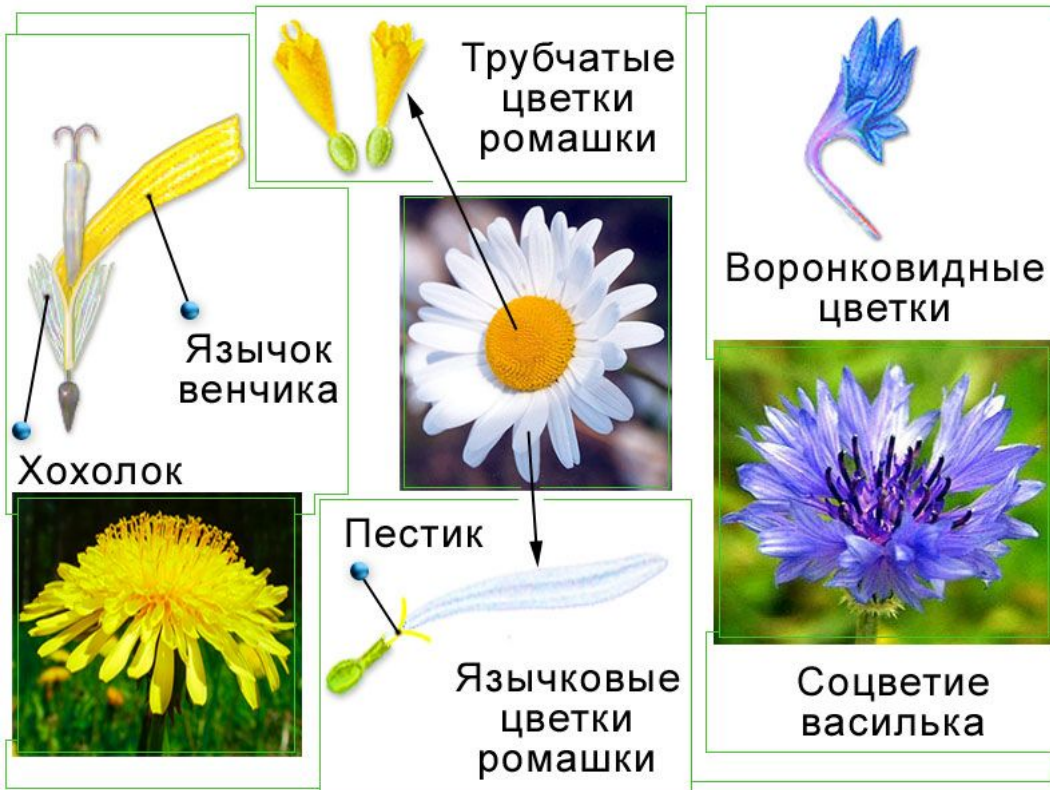 Трубчатые
цветки
ромашки
Воронковидные
цветки
Язычок
венчика
Хохолок
Пестик
Язычковые
цветки
ромашки
Соцветие
василька